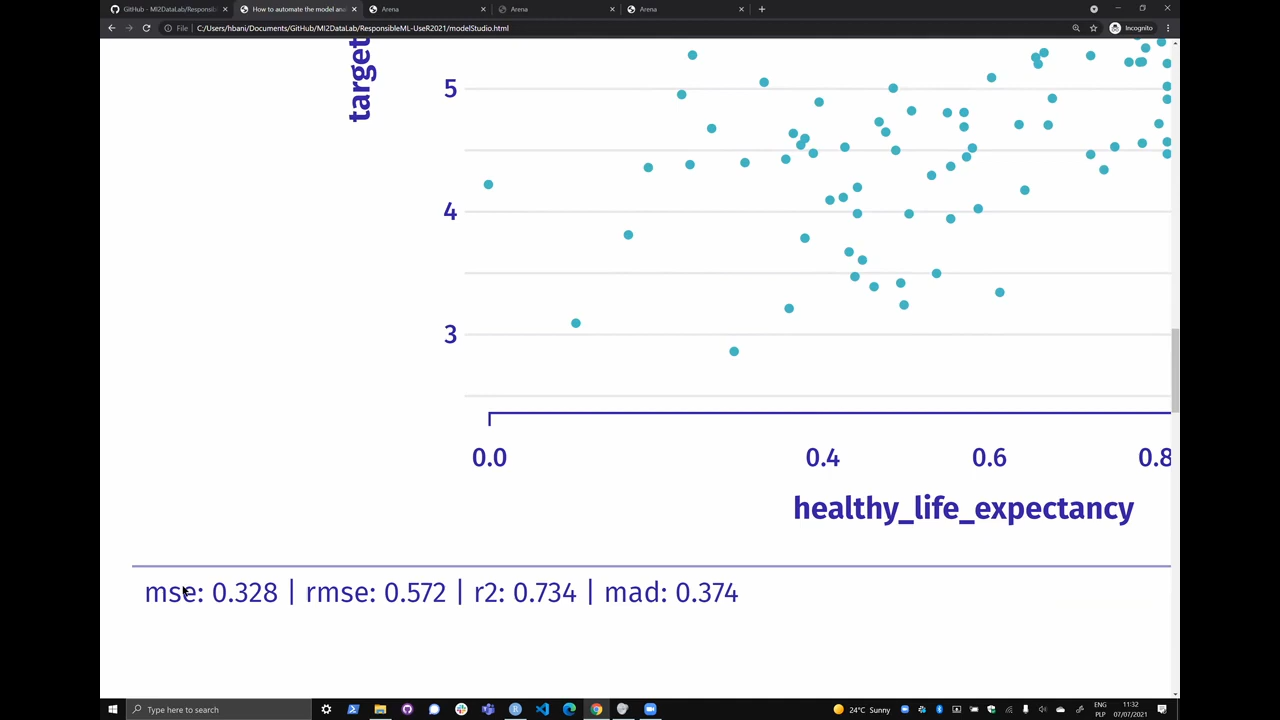 GitHub - MI2DataLab/Responsibl
How to automate the model anal
Arena
Arena
Arena
File
C:/Users/hbani/Documents/GitHub/MI2DataLab/ResponsibleML-UseR2021/modelStudio.html
Incognito
target
5
4
3
0.0
0.4
0.6
0.8
healthy_life_expectancy
mse: 0.328 | rmse: 0.572 | r2: 0.734 | mad: 0.374
Type here to search
24°C Sunny
ENG
PLP
11:32
07/07/2021